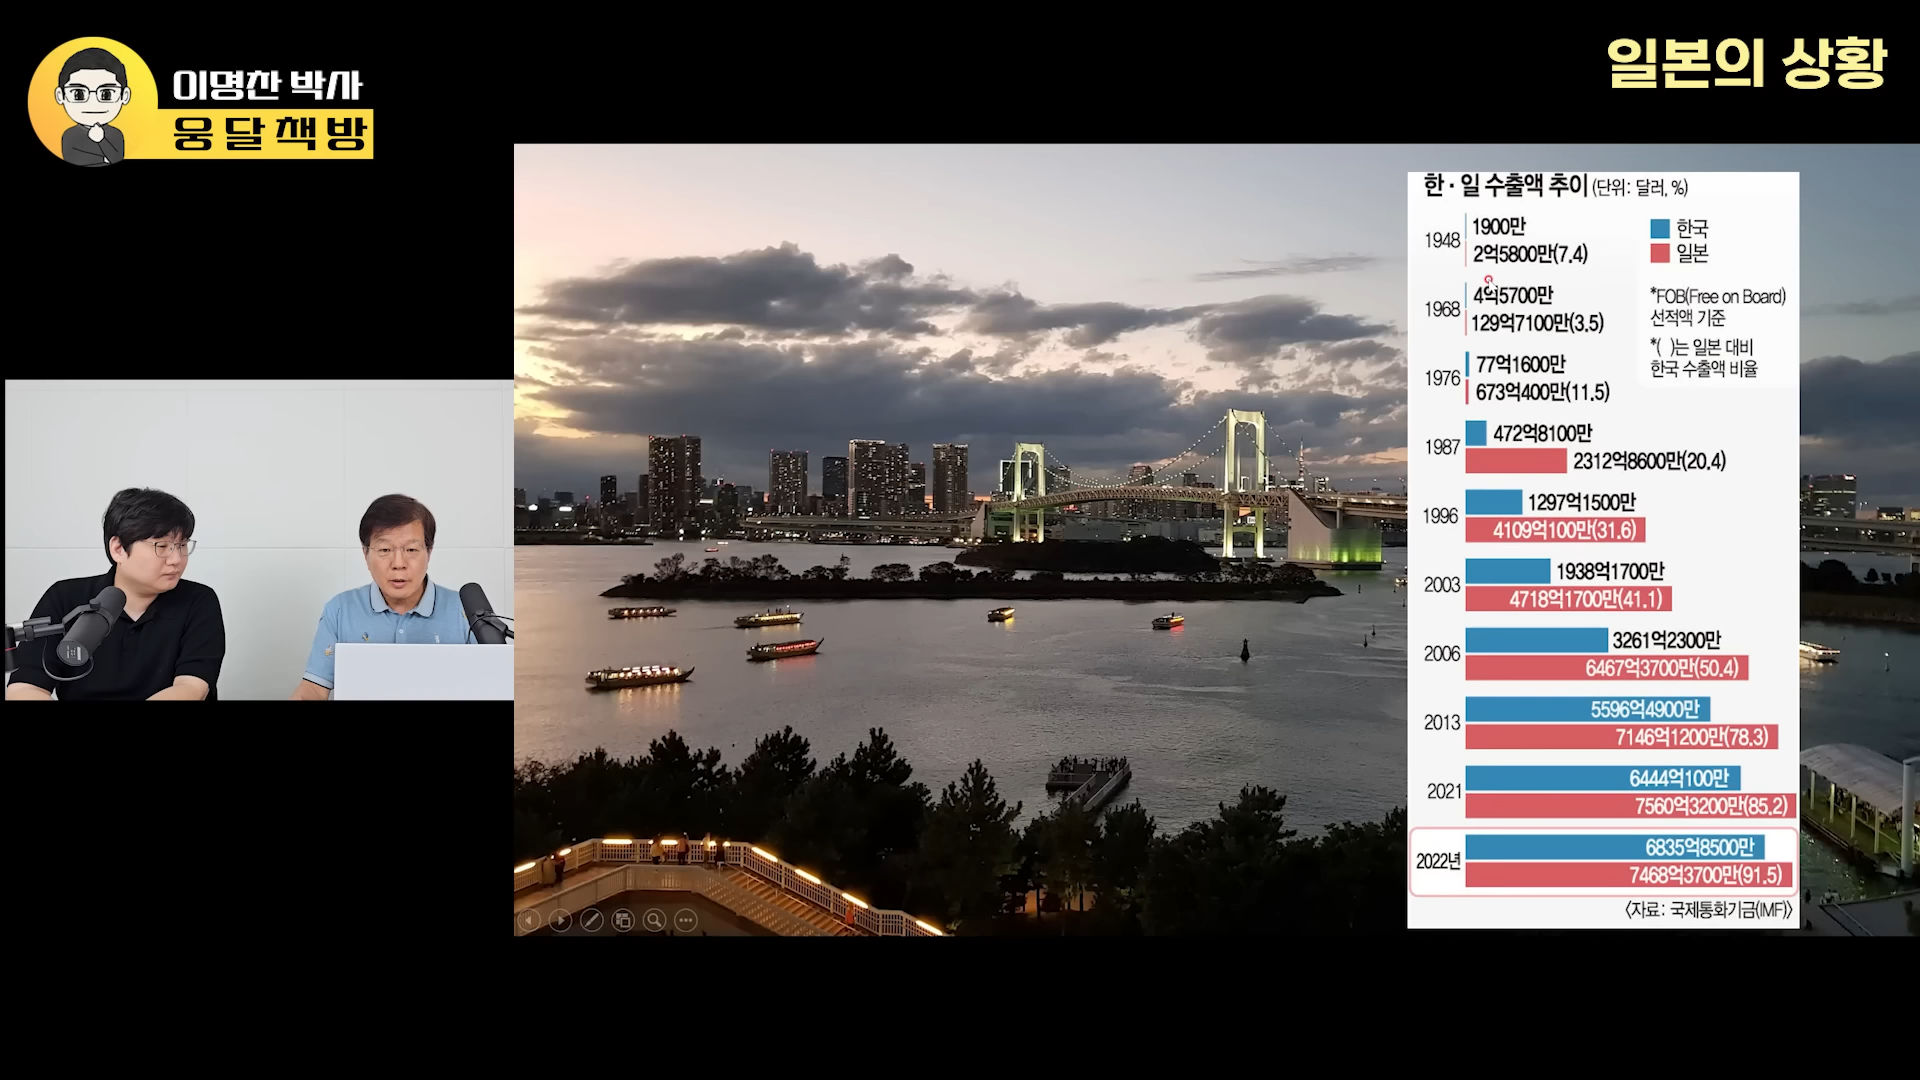 이명찬 박사
웅달책방
일본의 상황
한·일 수출액 추이 (단위: 달러, %)
한국
일본
*FOB(Free on Board)
선적액 기준
*( )는 일본 대비
한국 수출액 비율
1948 1900만
2억5800만(7.4)
1968 4억5700만
129억7100만(3.5)
1976 77억1600만
673억400만(11.5)
1987 472억8100만
2312억8600만(20.4)
1996 1297억1500만
4109억100만(31.6)
2003 1938억1700만
4718억1700만(41.1)
2006 3261억2300만
6467억3700만(50.4)
2013 5596억4900만
7146억1200만(78.3)
2021 6444억100만
7560억3200만(85.2)
2022년 6835억8500만
7468억3700만(91.5)
〈자료: 국제통화기금(IMF)〉